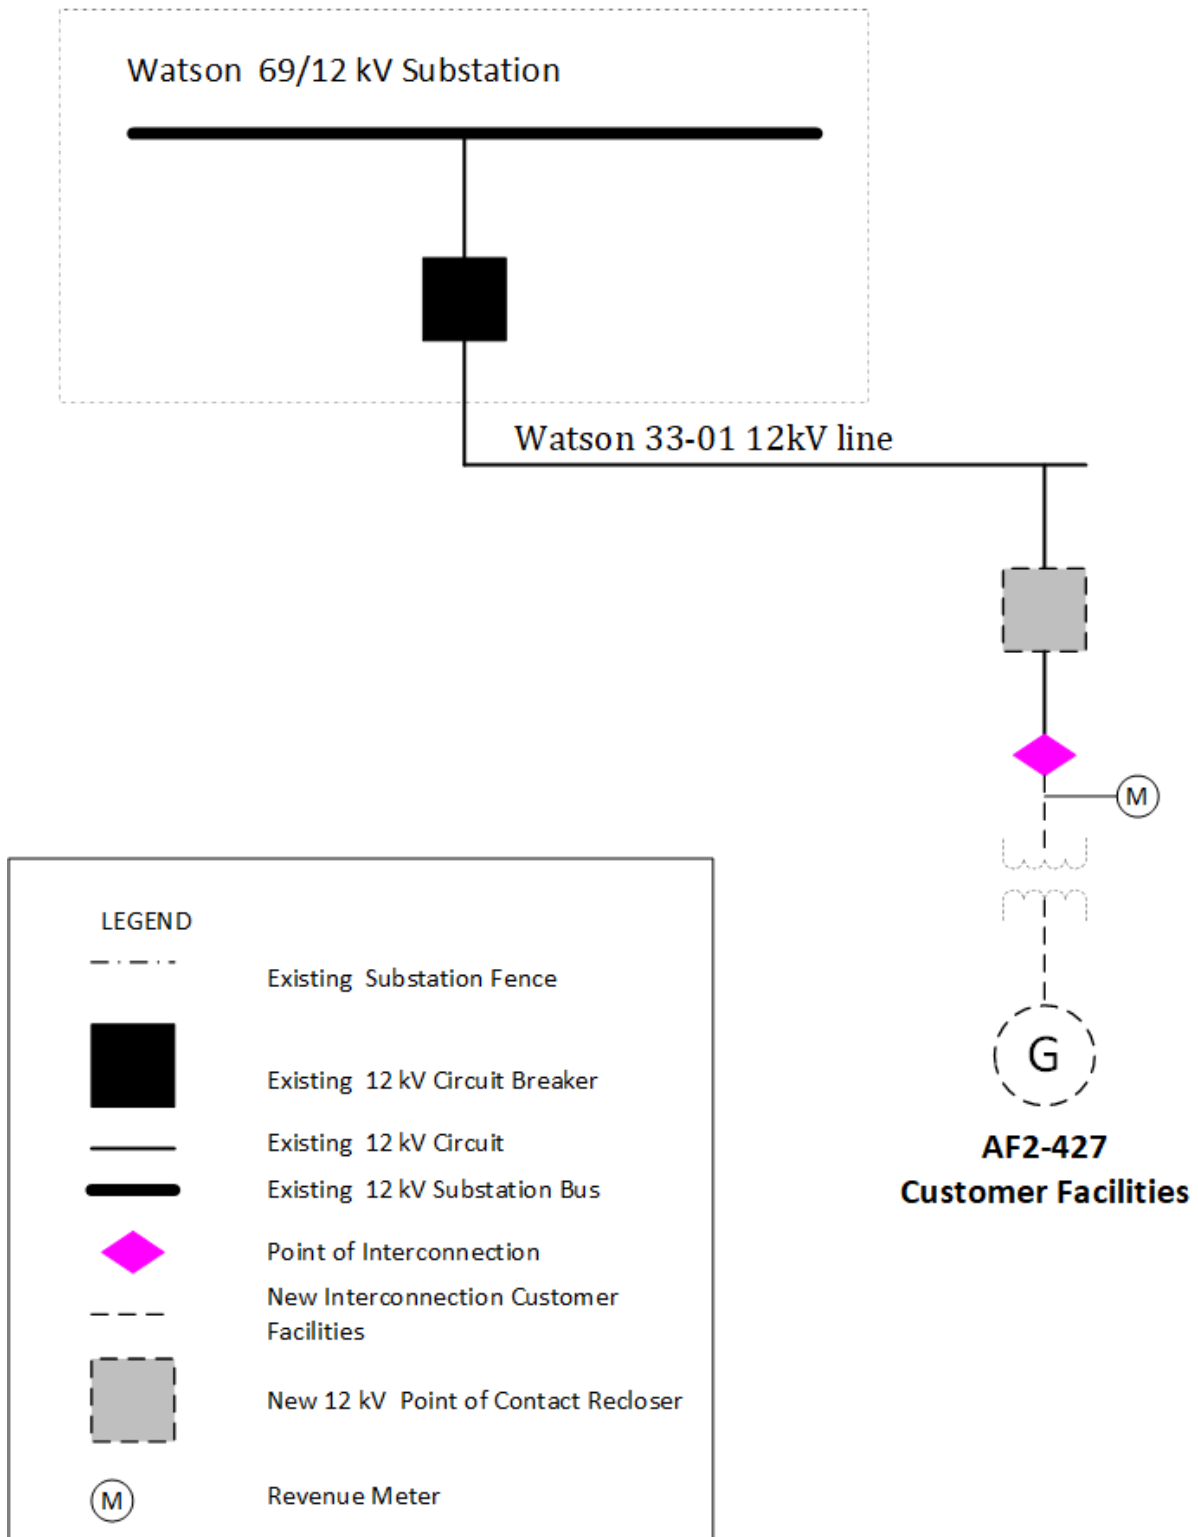 Watson 69/12 kV Substation
Watson 33-01 12kV line
M
G
AF2-427
Customer Facilities
LEGEND
Existing Substation Fence
Existing 12 kV Circuit Breaker
Existing 12 kV Circuit
Existing 12 kV Substation Bus
Point of Interconnection
New Interconnection Customer
Facilities
New 12 kV Point of Contact Recloser
M
Revenue Meter